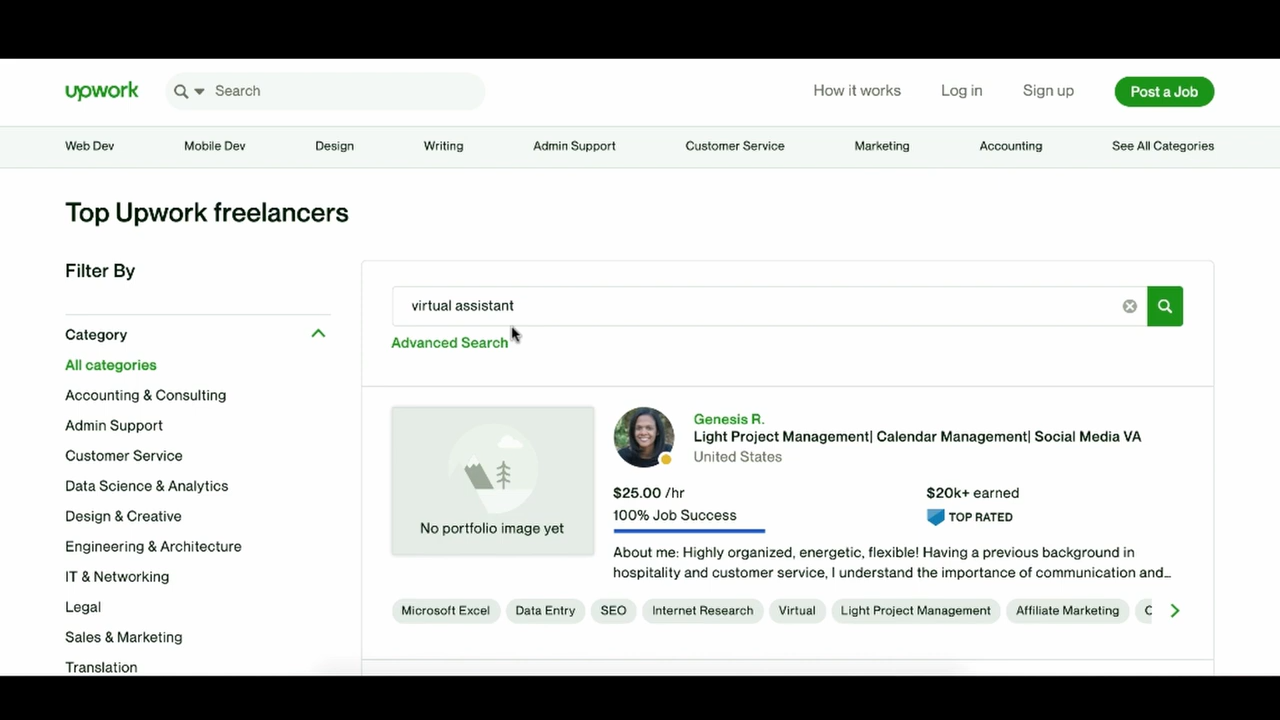 upwork
Search
How it works
Log in
Sign up
Post a Job
Web Dev
Mobile Dev
Design
Writing
Admin Support
Customer Service
Marketing
Accounting
See All Categories
Top Upwork freelancers
Filter By
Category
All categories
Accounting & Consulting
Admin Support
Customer Service
Data Science & Analytics
Design & Creative
Engineering & Architecture
IT & Networking
Legal
Sales & Marketing
Translation
virtual assistant
Advanced Search
No portfolio image yet
Genesis R.
Light Project Management| Calendar Management| Social Media VA
United States
$25.00 /hr
$20k+ earned
100% Job Success
TOP RATED
About me: Highly organized, energetic, flexible! Having a previous background in
hospitality and customer service, I understand the importance of communication and…
Microsoft Excel
Data Entry
SEO
Internet Research
Virtual
Light Project Management
Affiliate Marketing